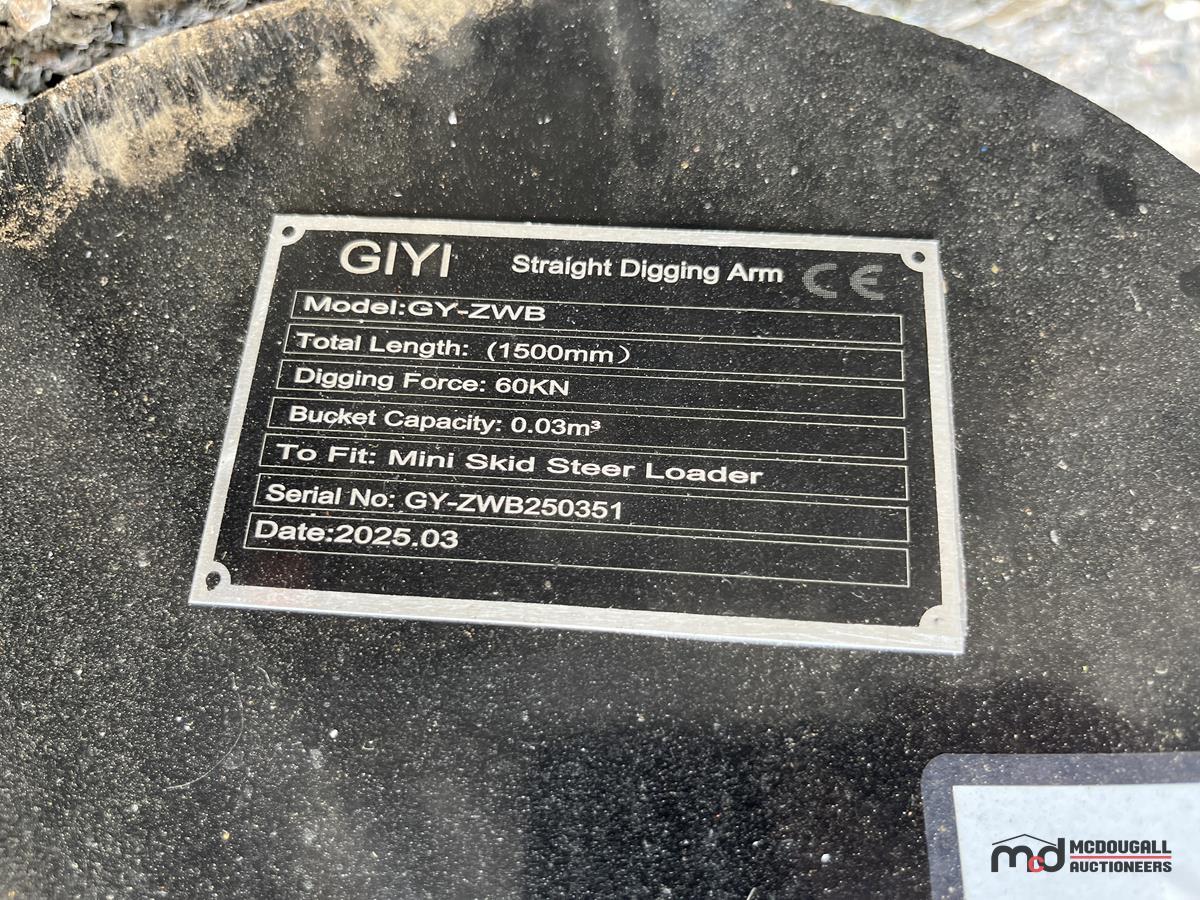 GIYI Straight Digging Arm CE
Model:GY-ZWB
Total Length: (1500mm）
Digging Force: 60KN
Bucket Capacity: 0.03m³
To Fit: Mini Skid Steer Loader
Serial No: GY-ZWB250351
Date:2025.03
mcd MCDOUGALL
AUCTIONEERS